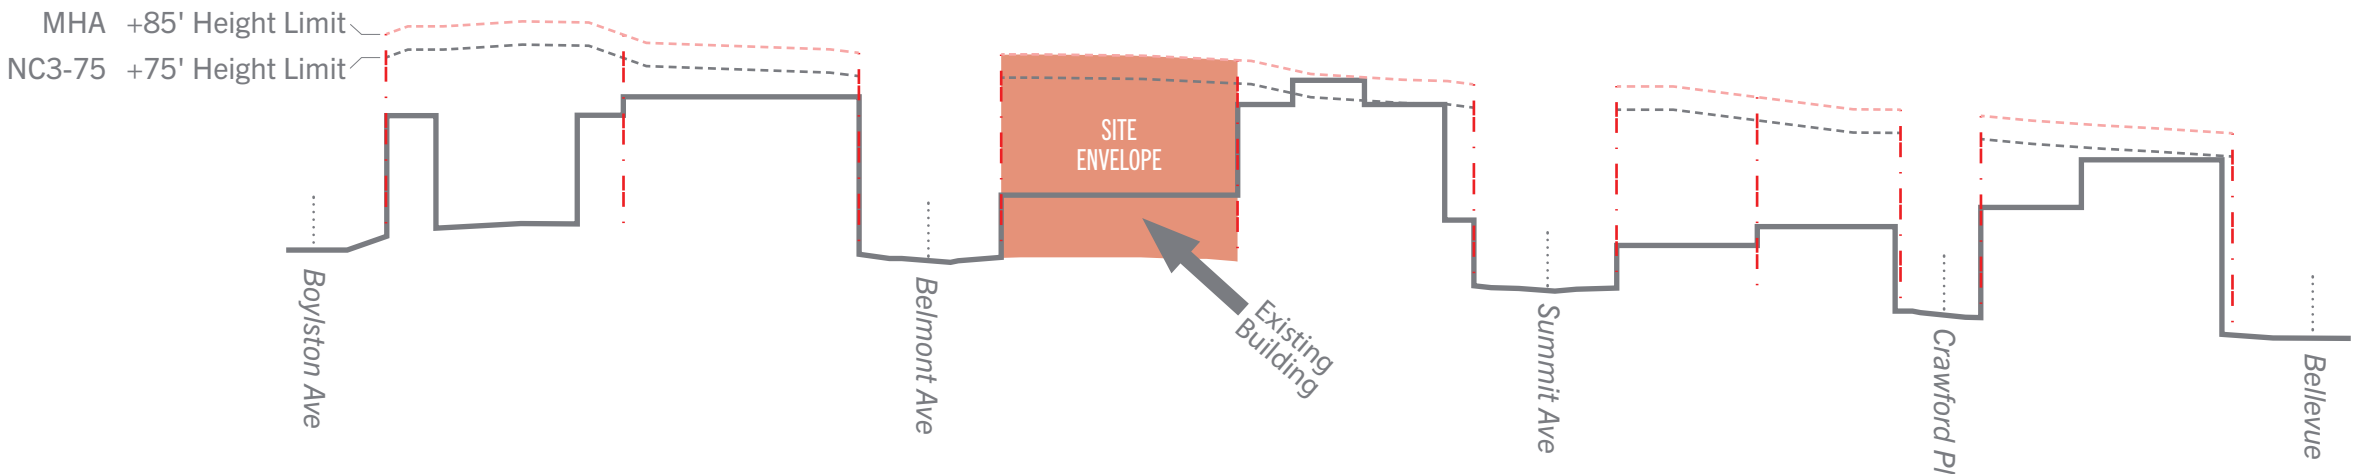 MHA +85' Height Limit
NC3-75 +75' Height Limit
SITE
ENVELOPE
Existing
Building
Boylston Ave
Belmont Ave
Summit Ave
Crawford Pl
Bellevue